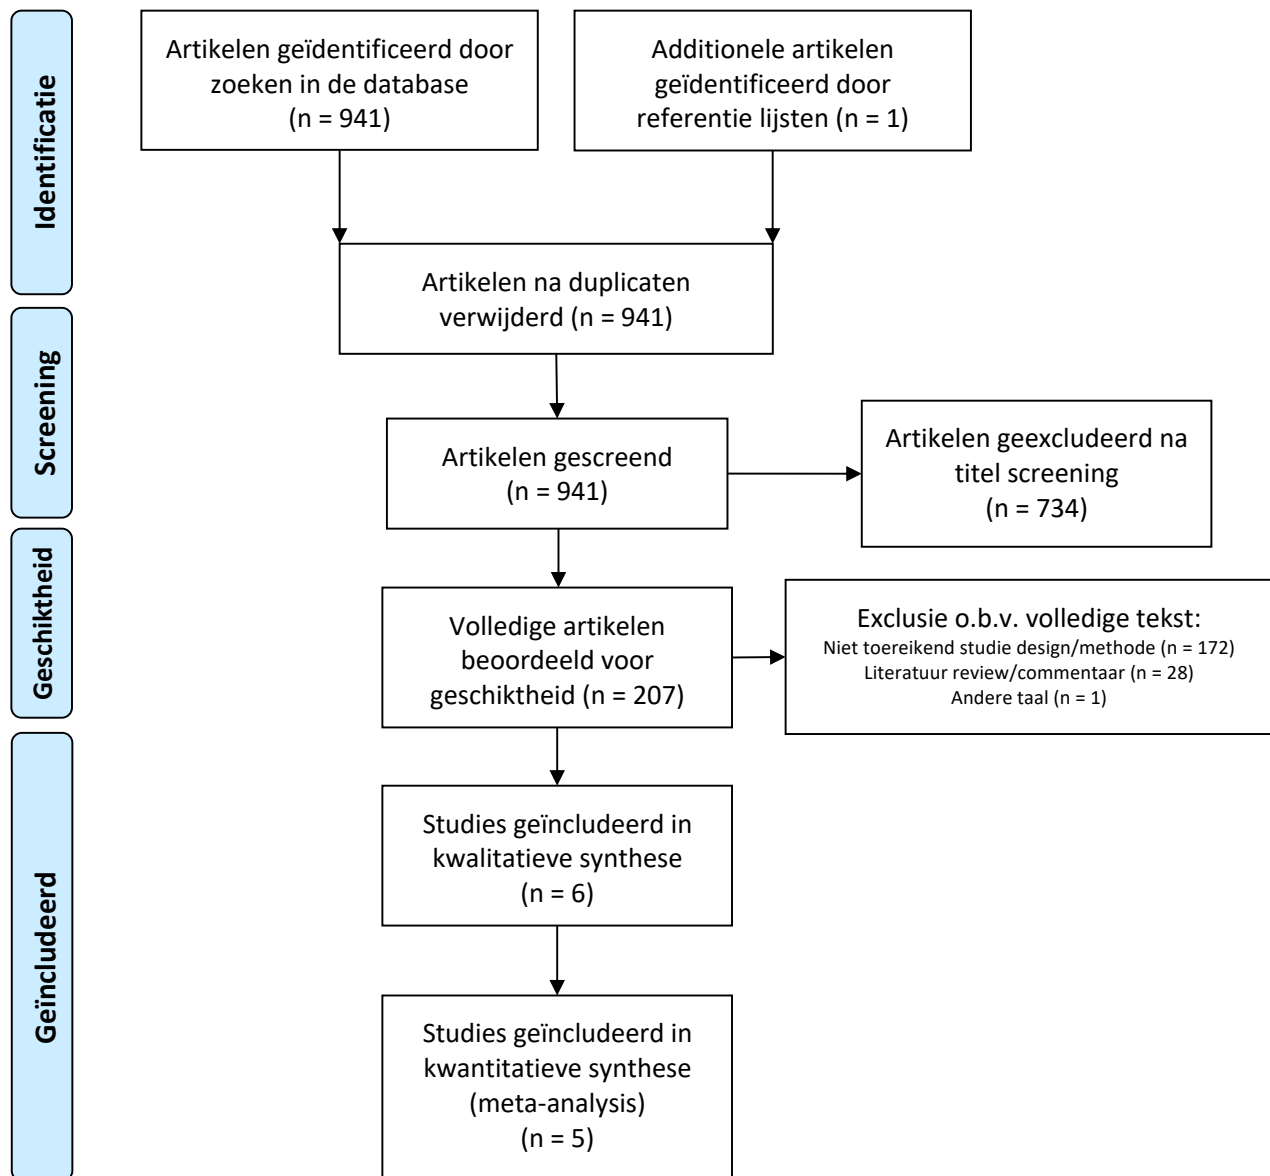 Identificatie
Artikelen geïdentificeerd door
zoeken in de database
(n = 941)
Additionele artikelen
geïdentificeerd door
referentie lijsten (n = 1)
Artikelen na duplicaten
verwijderd (n = 941)
Screening
Artikelen gescreend
(n = 941)
Artikelen geexcludeerd na
titel screening
(n = 734)
Geschiktheid
Volledige artikelen
beoordeeld voor
geschiktheid (n = 207)
Exclusie o.b.v. volledige tekst:
Niet toereikend studie design/methode (n = 172)
Literatuur review/commentaar (n = 28)
Andere taal (n = 1)
Geïncludeerd
Studies geïncludeerd in
kwalitatieve synthese
(n = 6)
Studies geïncludeerd in
kwantitatieve synthese
(meta-analysis)
(n = 5)